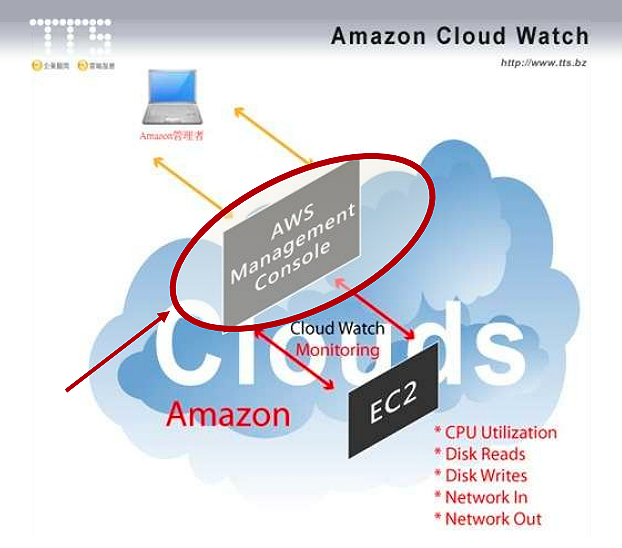 TTS
Amazon Cloud Watch
http://www.tts.bz
Amazon管理者
AWS
Management
Console
Cloud Watch
Monitoring
Clouds
Amazon
EC2
* CPU Utilization
* Disk Reads
* Disk Writes
* Network In
* Network Out